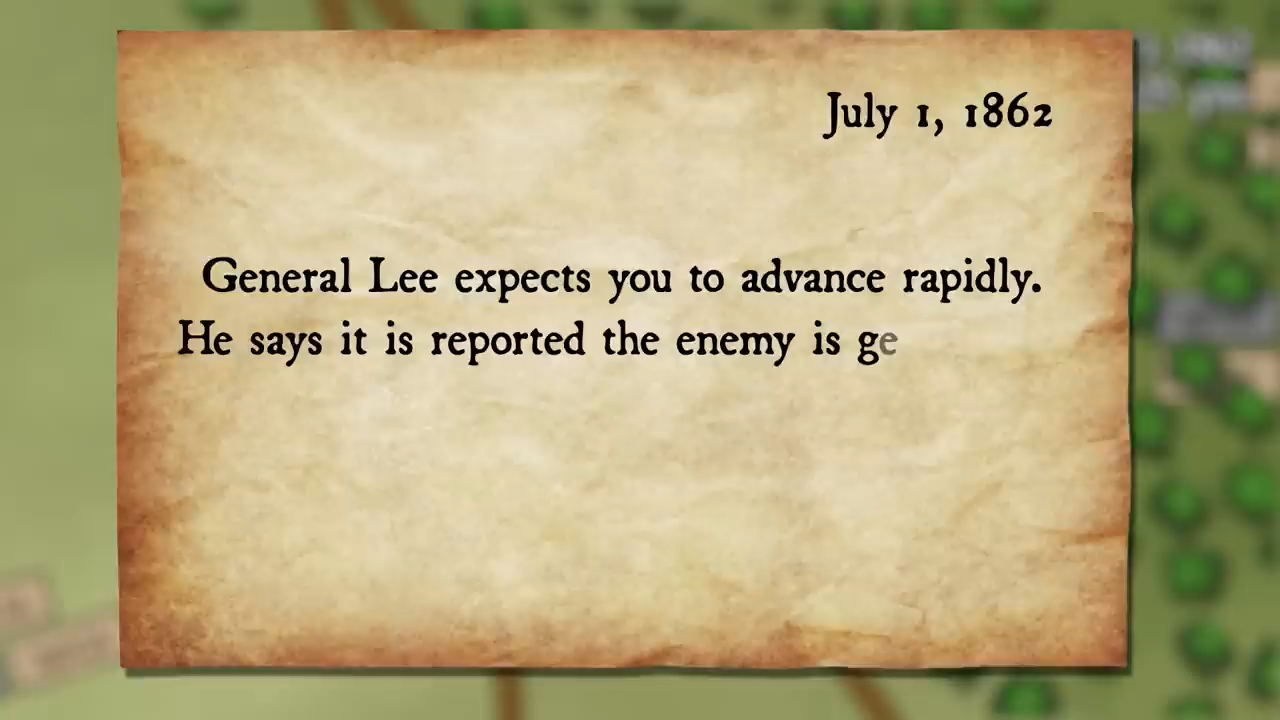 July 1, 1862
General Lee expects you to advance rapidly.
He says it is reported the enemy is ge